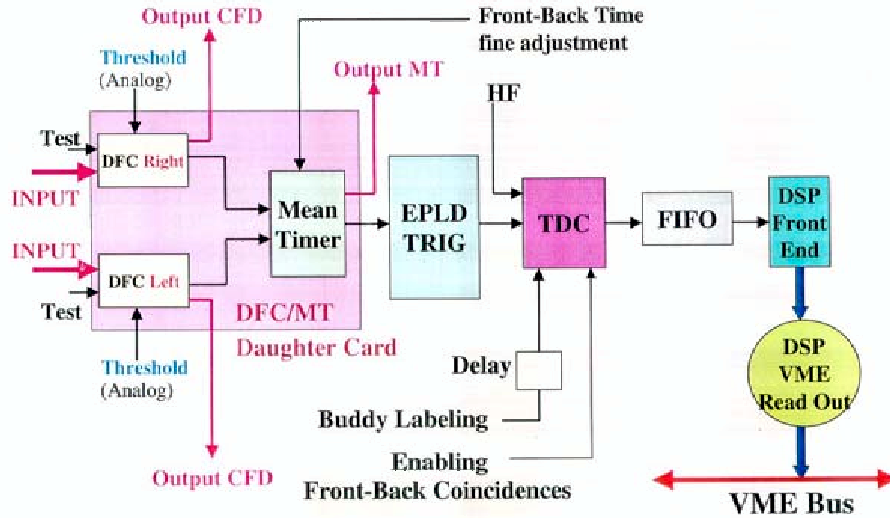 Output CFD
Front-Back Time
fine adjustment
Threshold
(Analog)
Output MT
HF
Test
DFC Right
INPUT
Mean
Timer
EPLD
TRIG
TDC
FIFO
DSP
Front
End
INPUT
DFC Left
Test
DFC/MT
Daughter Card
Threshold
(Analog)
Delay
DSP
VME
Read Out
Buddy Labeling
Enabling
Front-Back Coincidences
Output CFD
VME Bus